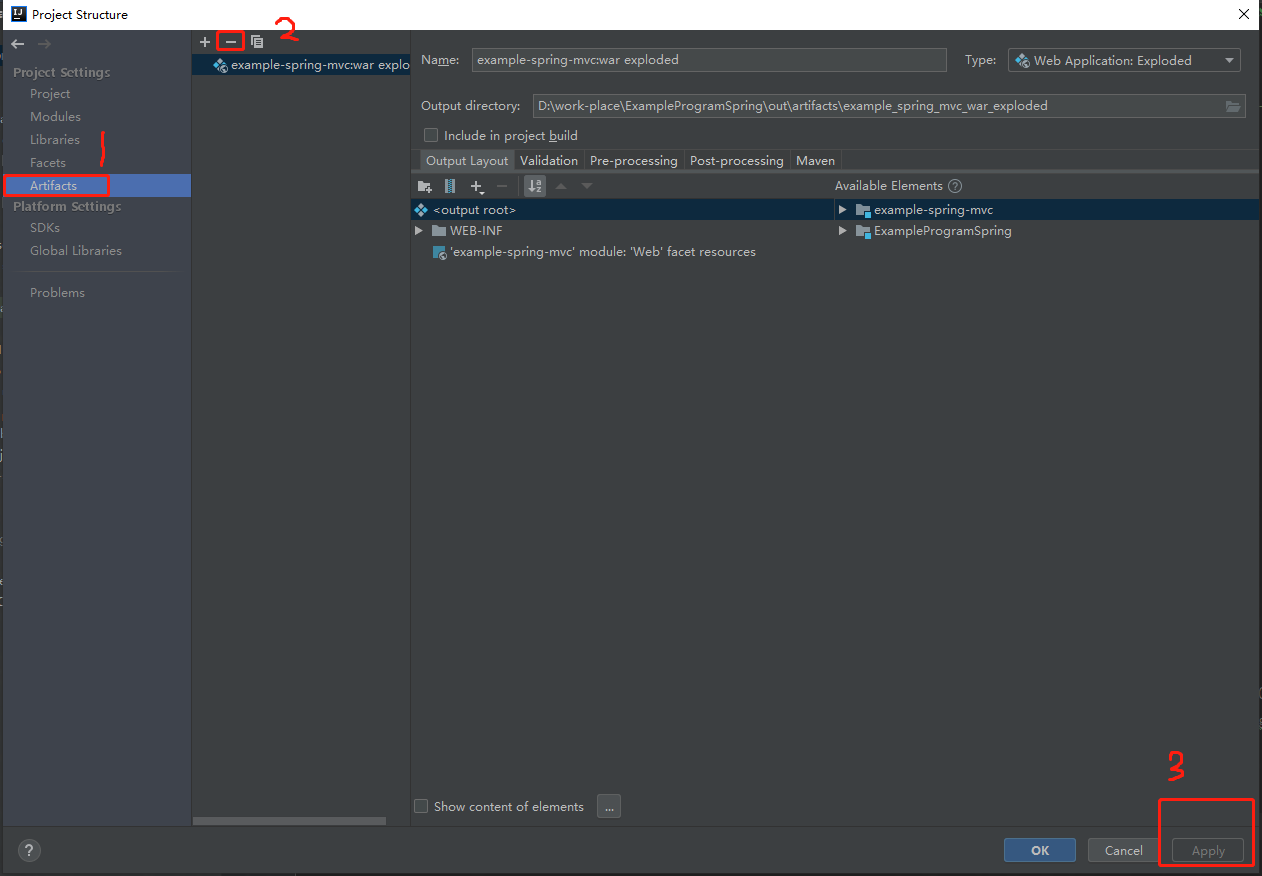 Project Structure
2
Project Settings
Project
Modules
Libraries
1
Facets
Artifacts
Platform Settings
SDKs
Global Libraries
Problems
example-spring-mvc:war explo
Name: example-spring-mvc:war exploded Type: Web Application: Exploded
Output directory: D:\work-place\ExampleProgramSpring\out\artifacts\example_spring_mvc_war_exploded
Include in project build
Output Layout Validation Pre-processing Post-processing Maven
Available Elements ?
<output root>
WEB-INF
'example-spring-mvc' module: 'Web' facet resources
example-spring-mvc
ExampleProgramSpring
3
Show content of elements ...
? OK Cancel Apply